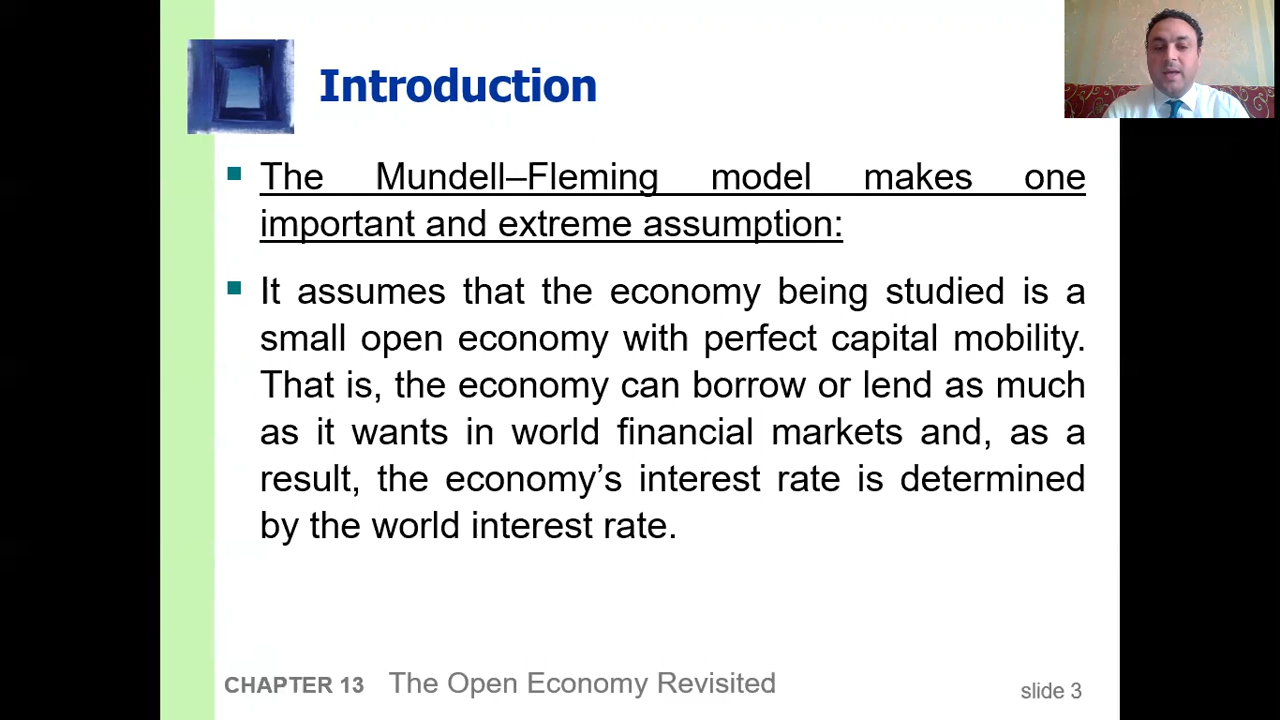 Introduction
The Mundell–Fleming model makes one
important and extreme assumption:
It assumes that the economy being studied is a
small open economy with perfect capital mobility.
That is, the economy can borrow or lend as much
as it wants in world financial markets and, as a
result, the economy’s interest rate is determined
by the world interest rate.
CHAPTER 13 The Open Economy Revisited
slide 3